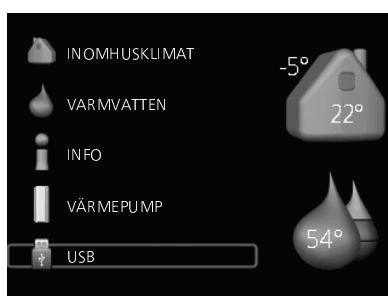 INOMHUSKLIMAT
-5°
22°
VARMVATTEN
INFO
VÄRMEPUMP
54°
USB